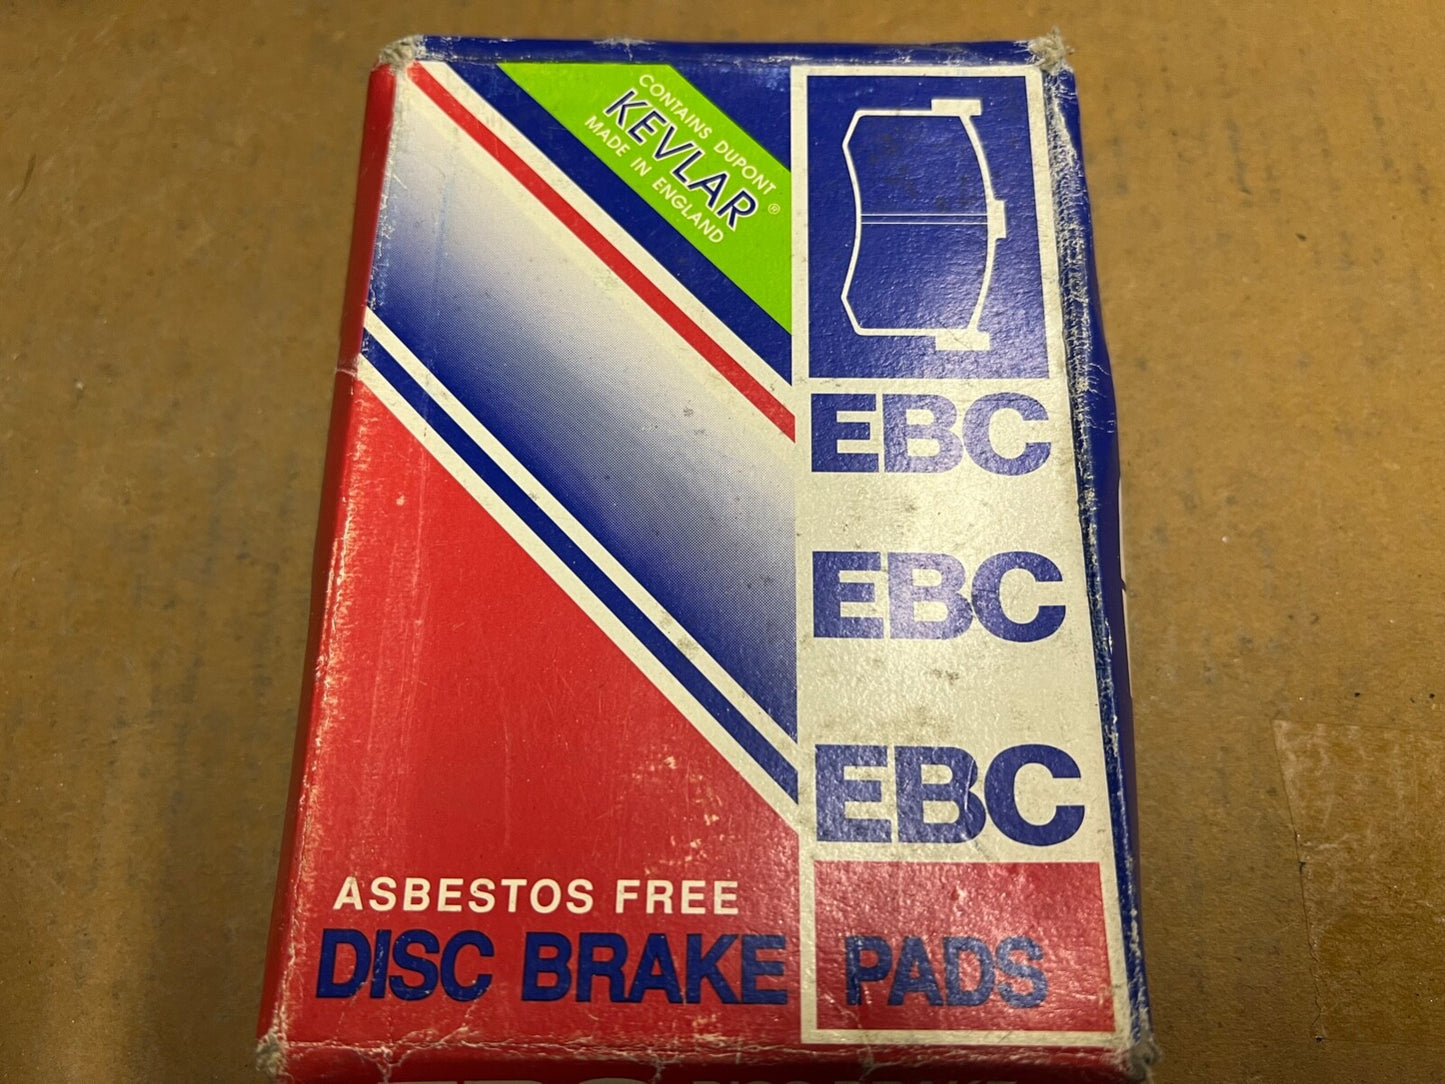 CONTAINS DUPONT
KEVLAR®
MADE IN ENGLAND
EBC
EBC
EBC
ASBESTOS FREE
DISC BRAKE PADS